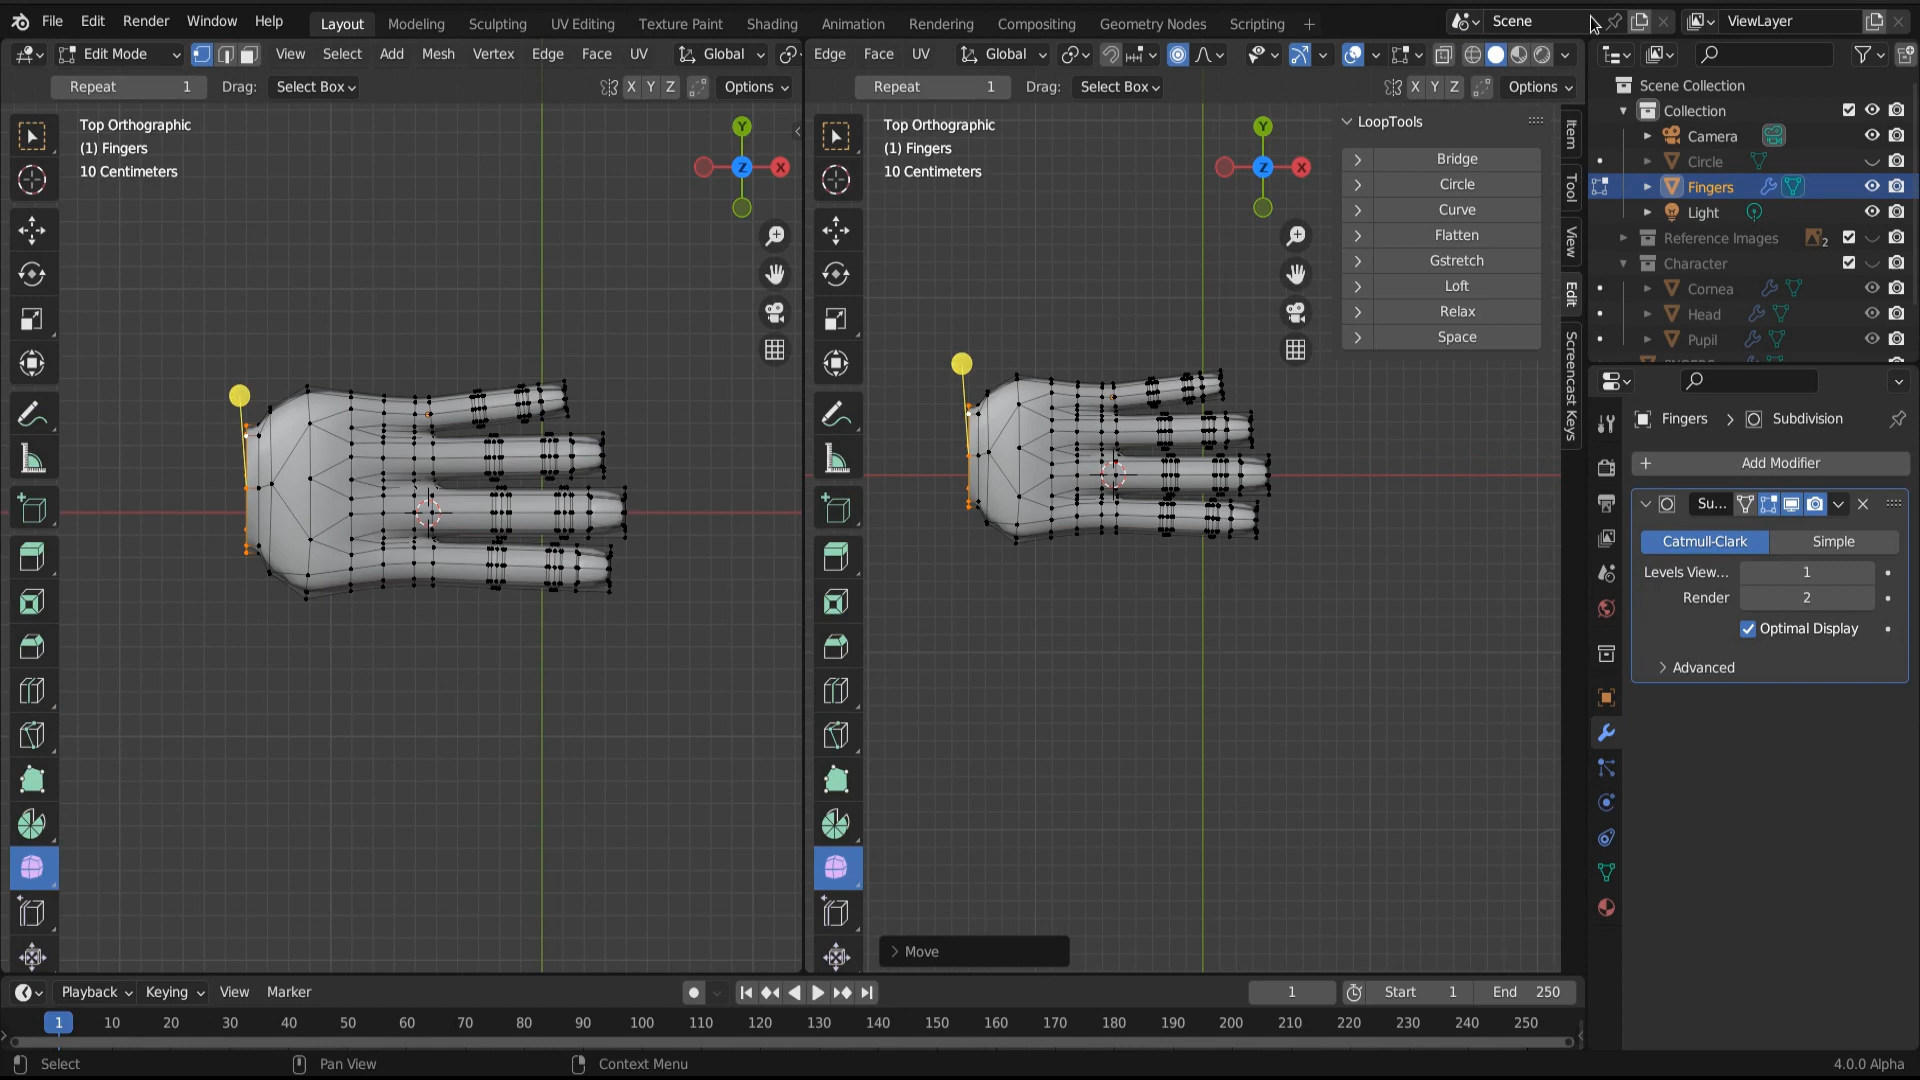 File Edit Render Window Help Layout Modeling Sculpting UV Editing Texture Paint Shading Animation Rendering Compositing Geometry Nodes Scripting + Scene ViewLayer
Edit Mode View Select Add Mesh Vertex Edge Face UV Global
Edge Face UV Global
Repeat 1 Drag: Select Box X Y Z Options
Repeat 1 Drag: Select Box X Y Z Options
Top Orthographic
(1) Fingers
10 Centimeters
Y
Z
X
Top Orthographic
(1) Fingers
10 Centimeters
Y
Z
X
LoopTools
Bridge
Circle
Curve
Flatten
Gstretch
Loft
Relax
Space
Item
Tool
View
Edit
Screencast Keys
Move
Scene Collection
Collection
Camera
Circle
Fingers
Light
Reference Images 2
Character
Cornea
Head
Pupil
Fingers > Subdivision
+ Add Modifier
Su...
Catmull-Clark Simple
Levels View... 1
Render 2
Optimal Display
Advanced
Playback Keying View Marker 1 Start 1 End 250
1 10 20 30 40 50 60 70 80 90 100 110 120 130 140 150 160 170 180 190 200 210 220 230 240 250
Select Pan View Context Menu 4.0.0 Alpha